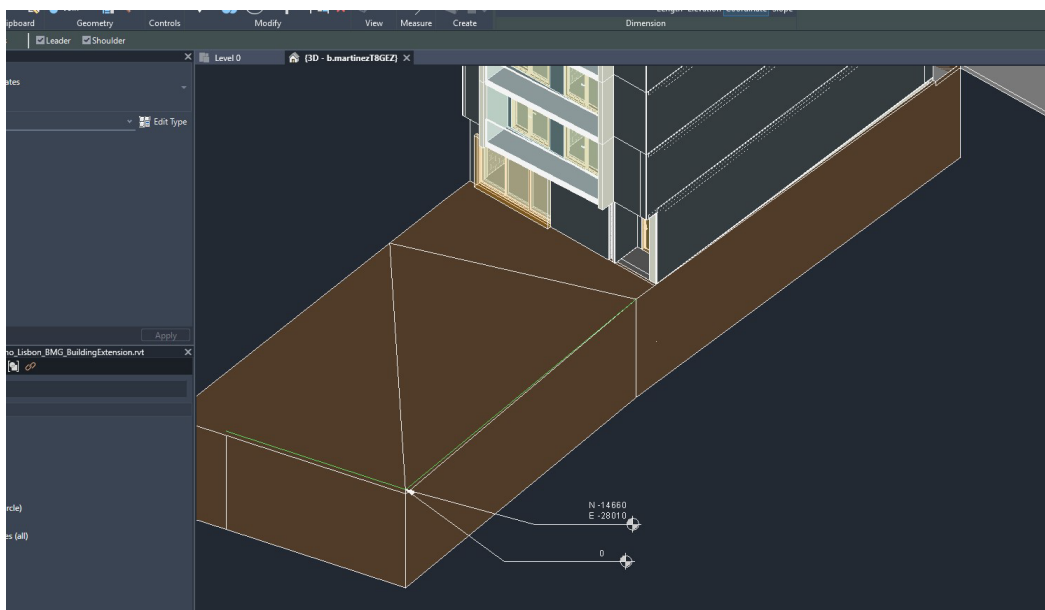 ipboard Geometry Controls Modify View Measure Create Dimension
Leader Shoulder
Level 0 {3D - b.martinezT8GEZ}
ates
Edit Type
Apply
no_Lisbon_BMG_BuildingExtension.rvt
rcle)
es (all)
N -14660
E -28010
0